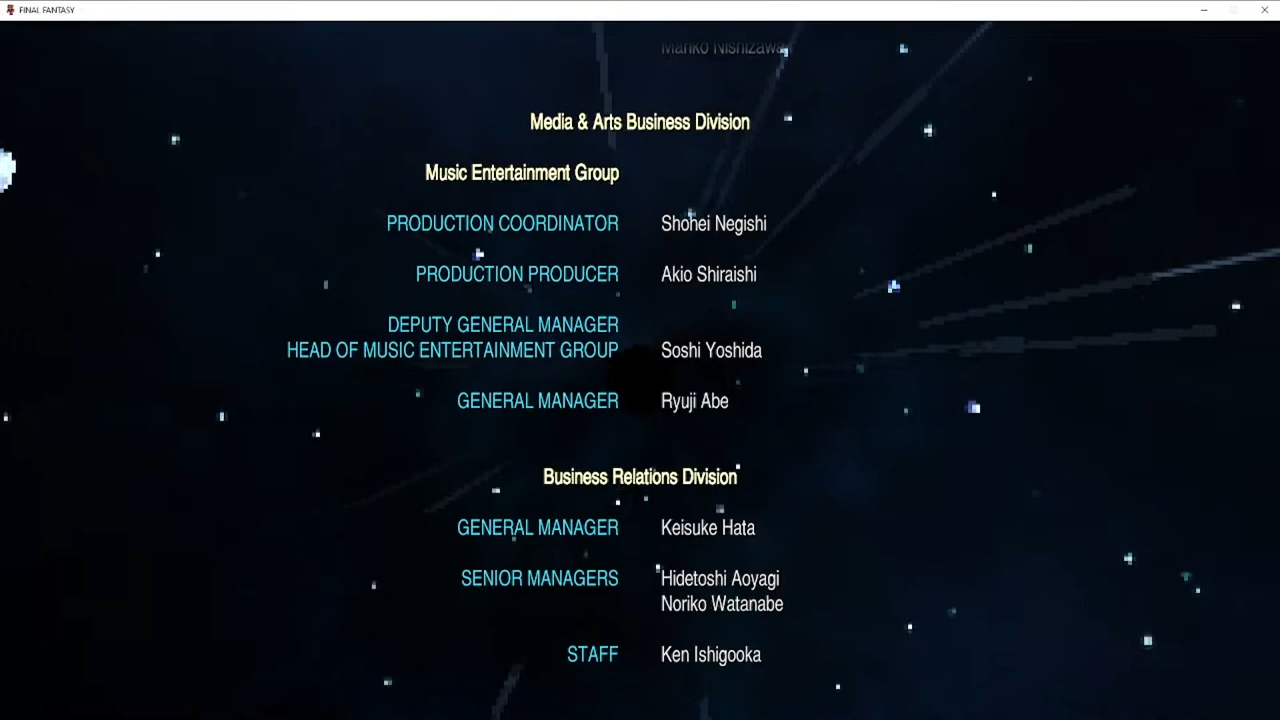 FINAL FANTASY
Mariko Nishizawa
Media & Arts Business Division
Music Entertainment Group
PRODUCTION COORDINATOR Shohei Negishi
PRODUCTION PRODUCER Akio Shiraishi
DEPUTY GENERAL MANAGER
HEAD OF MUSIC ENTERTAINMENT GROUP Soshi Yoshida
GENERAL MANAGER Ryuji Abe
Business Relations Division
GENERAL MANAGER Keisuke Hata
SENIOR MANAGERS Hidetoshi Aoyagi
Noriko Watanabe
STAFF Ken Ishigooka